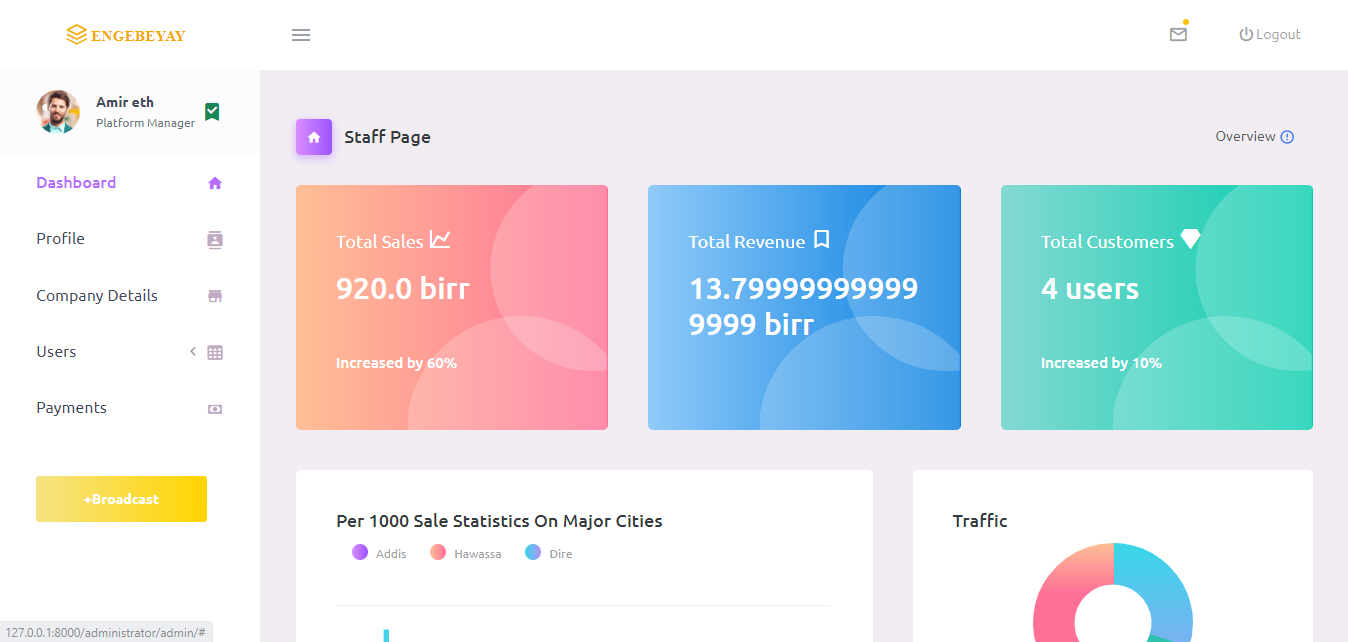 ENGEBEYAY
Logout
Amir eth
Platform Manager
Dashboard
Profile
Company Details
Users
Payments
+Broadcast
Staff Page
Overview
Total Sales
920.0 birr
Increased by 60%
Total Revenue
13.79999999999
9999 birr
Total Customers
4 users
Increased by 10%
Per 1000 Sale Statistics On Major Cities
Addis
Hawassa
Dire
Traffic
127.0.0.1:8000/administrator/admin/#